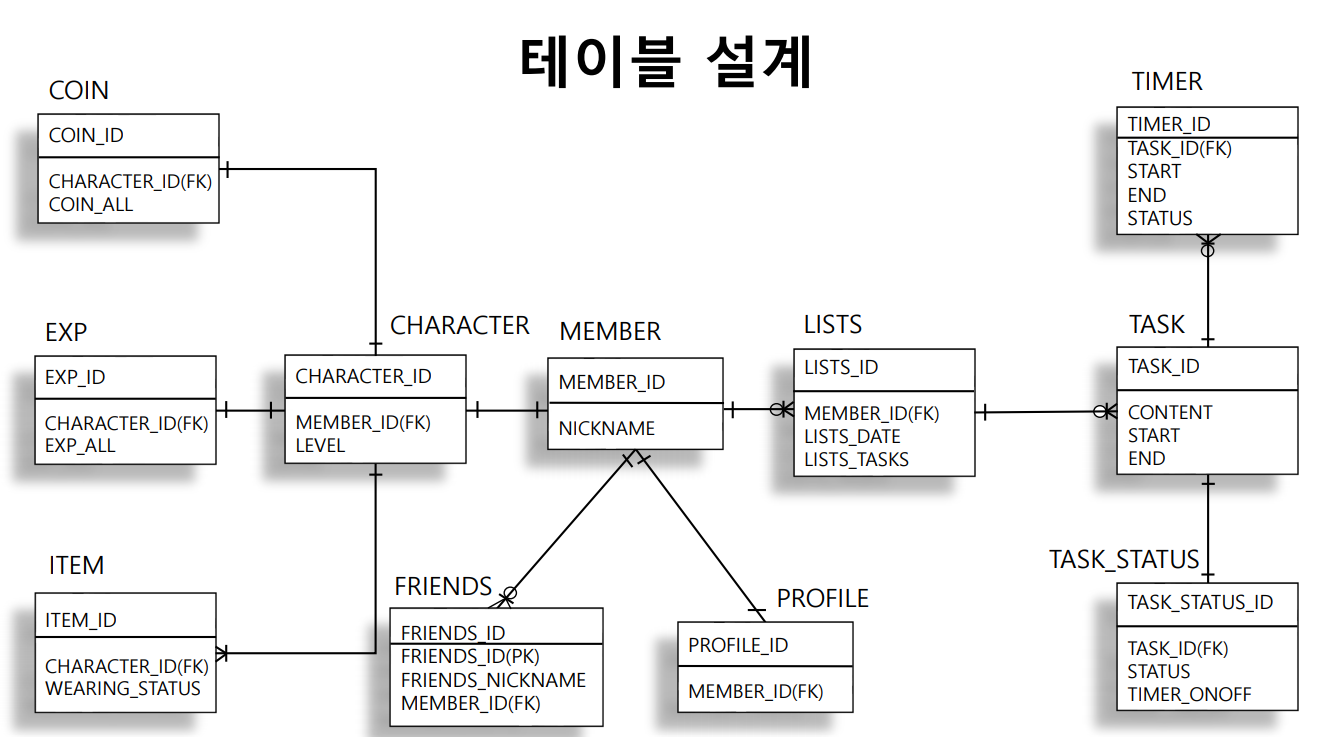 테이블 설계
COIN
COIN_ID
CHARACTER_ID(FK)
COIN_ALL
TIMER
TIMER_ID
TASK_ID(FK)
START
END
STATUS
EXP
EXP_ID
CHARACTER_ID(FK)
EXP_ALL
CHARACTER
CHARACTER_ID
MEMBER_ID(FK)
LEVEL
MEMBER
MEMBER_ID
NICKNAME
LISTS
LISTS_ID
MEMBER_ID(FK)
LISTS_DATE
LISTS_TASKS
TASK
TASK_ID
CONTENT
START
END
ITEM
ITEM_ID
CHARACTER_ID(FK)
WEARING_STATUS
FRIENDS
FRIENDS_ID
FRIENDS_ID(PK)
FRIENDS_NICKNAME
MEMBER_ID(FK)
PROFILE
PROFILE_ID
MEMBER_ID(FK)
TASK_STATUS
TASK_STATUS_ID
TASK_ID(FK)
STATUS
TIMER_ONOFF